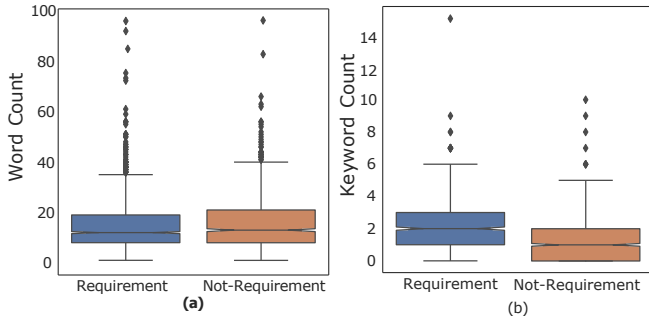 100
80
60
40
20
0
Word Count
Requirement
Not-Requirement
(a)
14
12
10
8
6
4
2
0
Keyword Count
Requirement
Not-Requirement
(b)